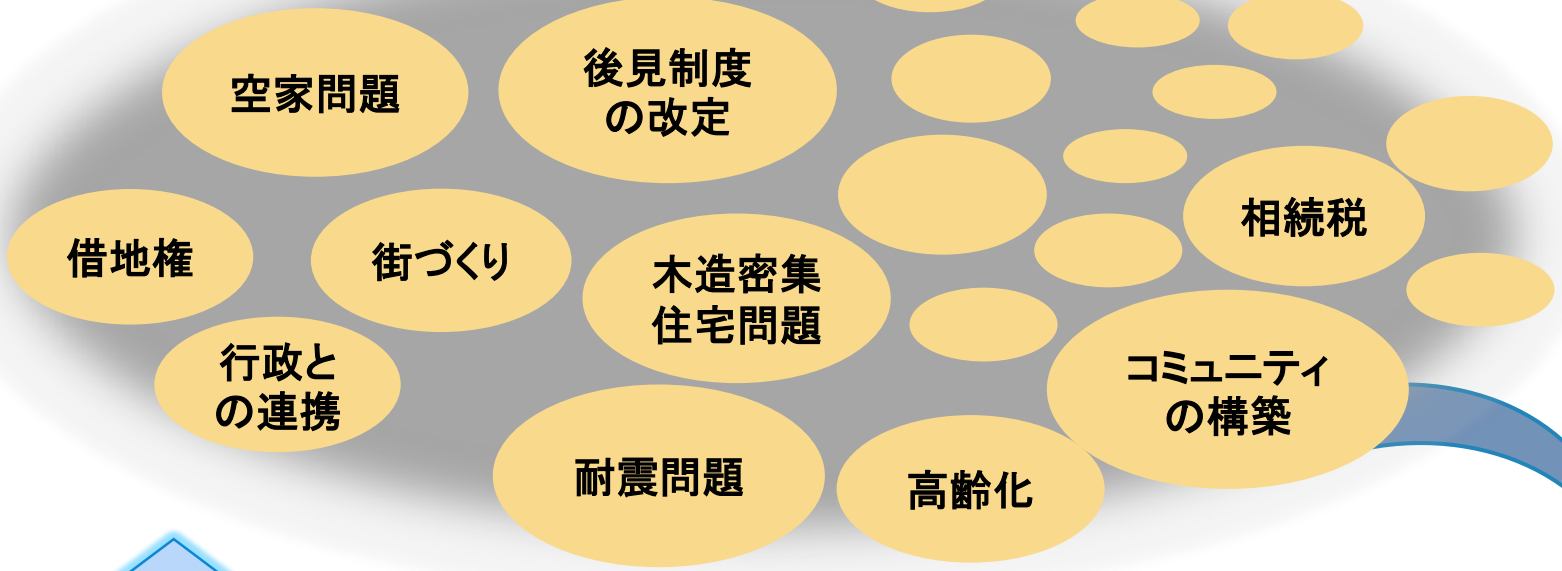 空家問題
後見制度
の改定
借地権
街づくり
木造密集
住宅問題
相続税
行政と
の連携
コミュニティ
の構築
耐震問題
高齢化